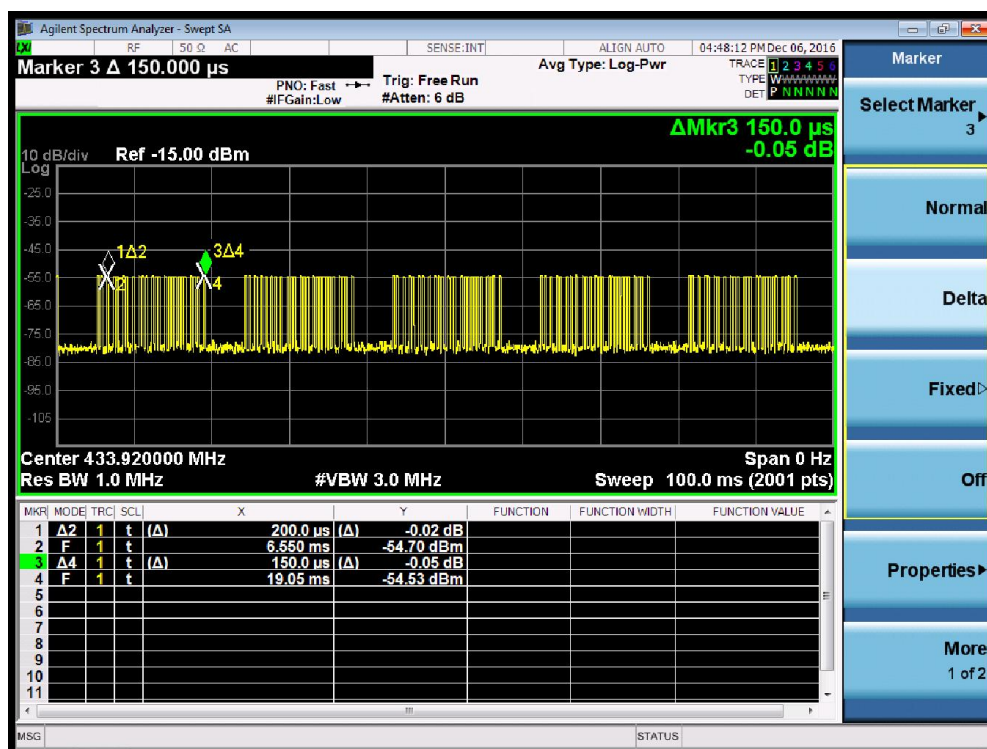 Agilent Spectrum Analyzer - Swept SA
LXI RF 50 Ω AC SENSE:INT ALIGN AUTO 04:48:12 PM Dec 06, 2016
Marker 3 Δ 150.000 µs
PNO: Fast
IFGain:Low
Trig: Free Run
#Atten: 6 dB
Avg Type: Log-Pwr
TRACE 1 2 3 4 5 6
TYPE W W W W W W
DET P N N N N N
ΔMkr3 150.0 µs
-0.05 dB
10 dB/div Ref -15.00 dBm
Log
-25.0
-35.0
-45.0
-55.0
-65.0
-75.0
-85.0
-95.0
-105
1Δ2
3Δ4
2
4
Center 433.920000 MHz Span 0 Hz
Res BW 1.0 MHz #VBW 3.0 MHz Sweep 100.0 ms (2001 pts)
MKR MODE TRC SCL X Y FUNCTION FUNCTION WIDTH FUNCTION VALUE
1 Δ2 1 t (Δ) 200.0 µs (Δ) -0.02 dB
2 F 1 t 6.550 ms -54.70 dBm
3 Δ4 1 t (Δ) 150.0 µs (Δ) -0.05 dB
4 F 1 t 19.05 ms -54.53 dBm
5
6
7
8
9
10
11
MSG STATUS
Marker
Select Marker
3
Normal
Delta
Fixed
Off
Properties
More
1 of 2